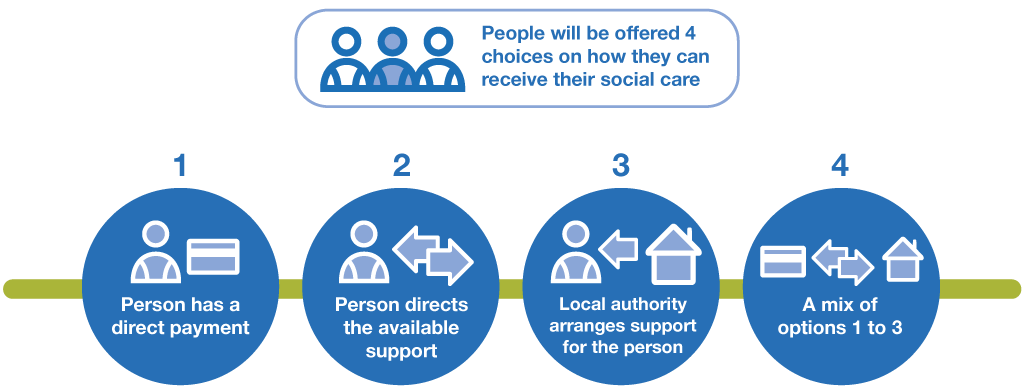 People will be offered 4
choices on how they can
receive their social care
1
Person has a
direct payment
2
Person directs
the available
support
3
Local authority
arranges support
for the person
4
A mix of
options 1 to 3